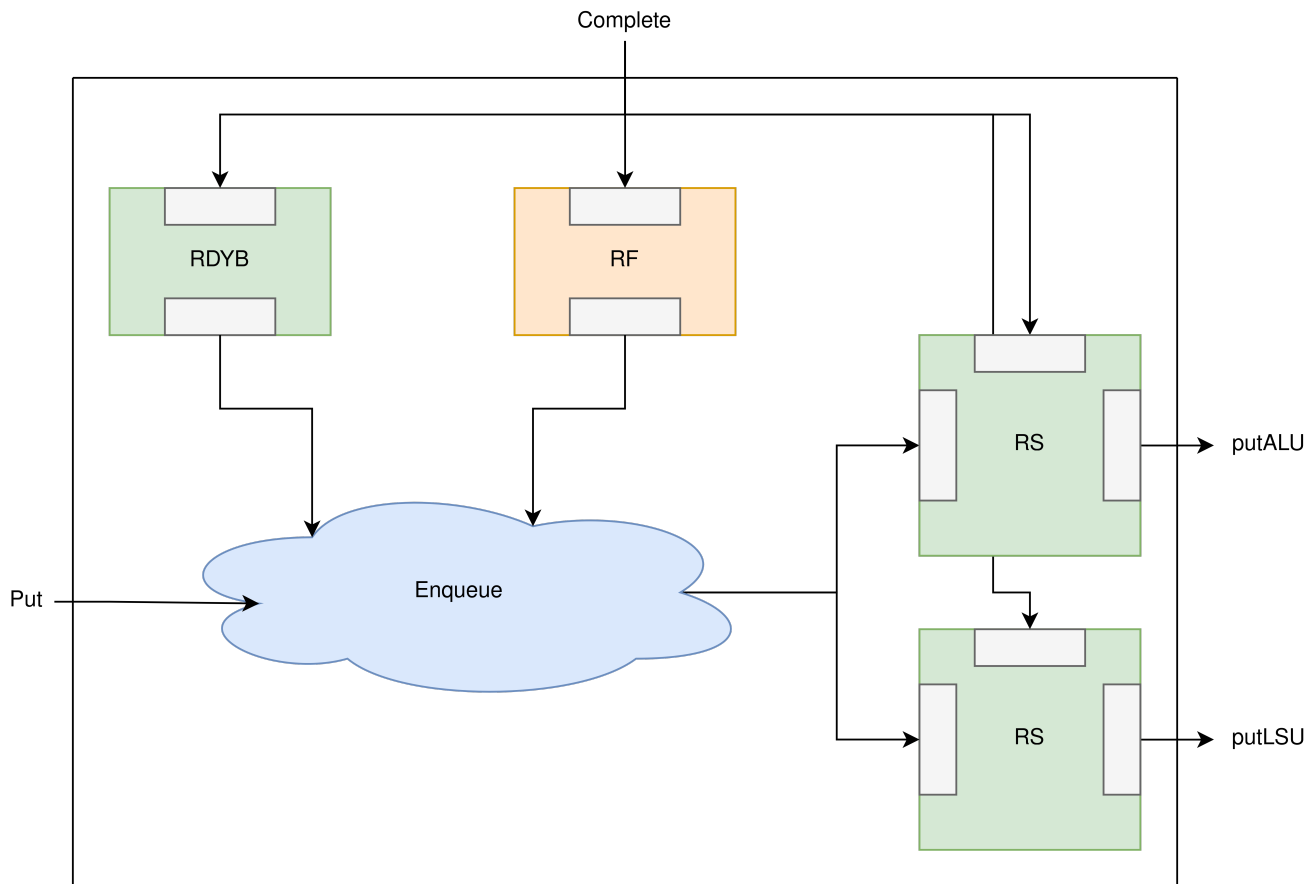 Complete
RDYB
RF
RS
putALU
Enqueue
Put
RS
putLSU